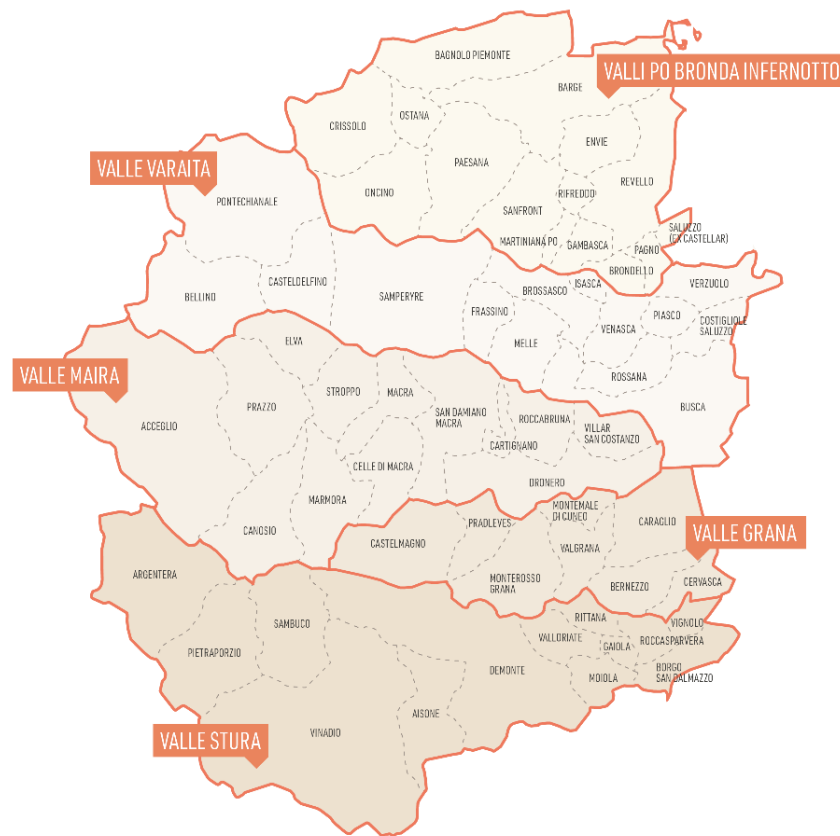 BAGNOLO PIEMONTE
VALLI PO BRONDA INFERNOTTO
BARGE
OSTANA
CRISSOLO
ENVIE
PAESANA
VALLE VARAITA
REVELLO
ONCINO
RIFREDDO
PONTECHIANALE
SANFRONT
SALUZZO
(EX CASTELLAR)
MARTINIANA PO
GAMBASCA
PAGNO
BRONDELLO
CASTELDELFINO
VERZUOLO
ISASCA
BROSSASCO
BELLINO
SAMPERYRE
FRASSINO
PIASCO
COSTIGLIOLE
SALUZZO
VENASCA
ELVA
MELLE
VALLE MAIRA
ROSSANA
STROPPO
MACRA
PRAZZO
BUSCA
SAN DAMIANO
MACRA
ROCCABRUNA
ACCEGLIO
VILLAR
SAN COSTANZO
CARTIGNANO
CELLE DI MACRA
DRONERO
MARMORA
MONTEMALE
DI CUNEO
PRADLEVES
CARAGLIO
CANOSIO
VALLE GRANA
CASTELMAGNO
VALGRANA
ARGENTERA
MONTEROSSO
GRANA
BERNEZZO
CERVASCA
RITTANA
SAMBUCO
VIGNOLO
VALLORIATE
ROCCASPARVERA
GAIOLA
PIETRAPORZIO
DEMONTE
BORGO
SAN DALMAZZO
MOIOLA
AISONE
VINADIO
VALLE STURA